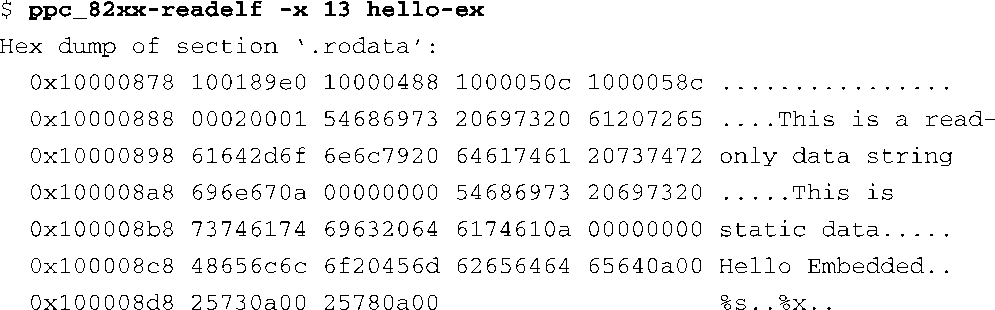 $ ppc_82xx-readelf -x 13 hello-ex
Hex dump of section ‘.rodata’:
0x10000878 100189e0 10000488 1000050c 1000058c ................
0x10000888 00020001 54686973 20697320 61207265 ....This is a read-
0x10000898 61642d6f 6e6c7920 64617461 20737472 only data string
0x100008a8 696e670a 00000000 54686973 20697320 .....This is
0x100008b8 73746174 69632064 6174610a 00000000 static data.....
0x100008c8 48656c6c 6f20456d 62656464 65640a00 Hello Embedded..
0x100008d8 25730a00 25780a00 %s..%x..